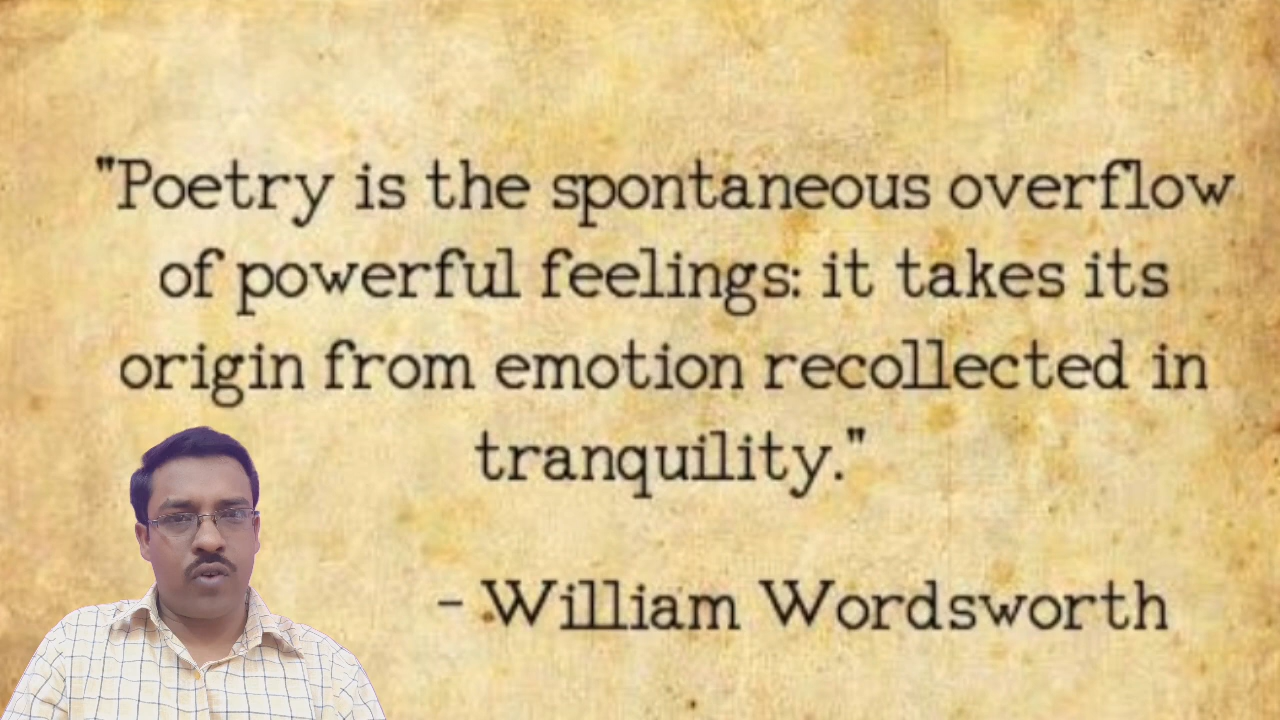 "Poetry is the spontaneous overflow
of powerful feelings: it takes its
origin from emotion recollected in
tranquility."
- William Wordsworth